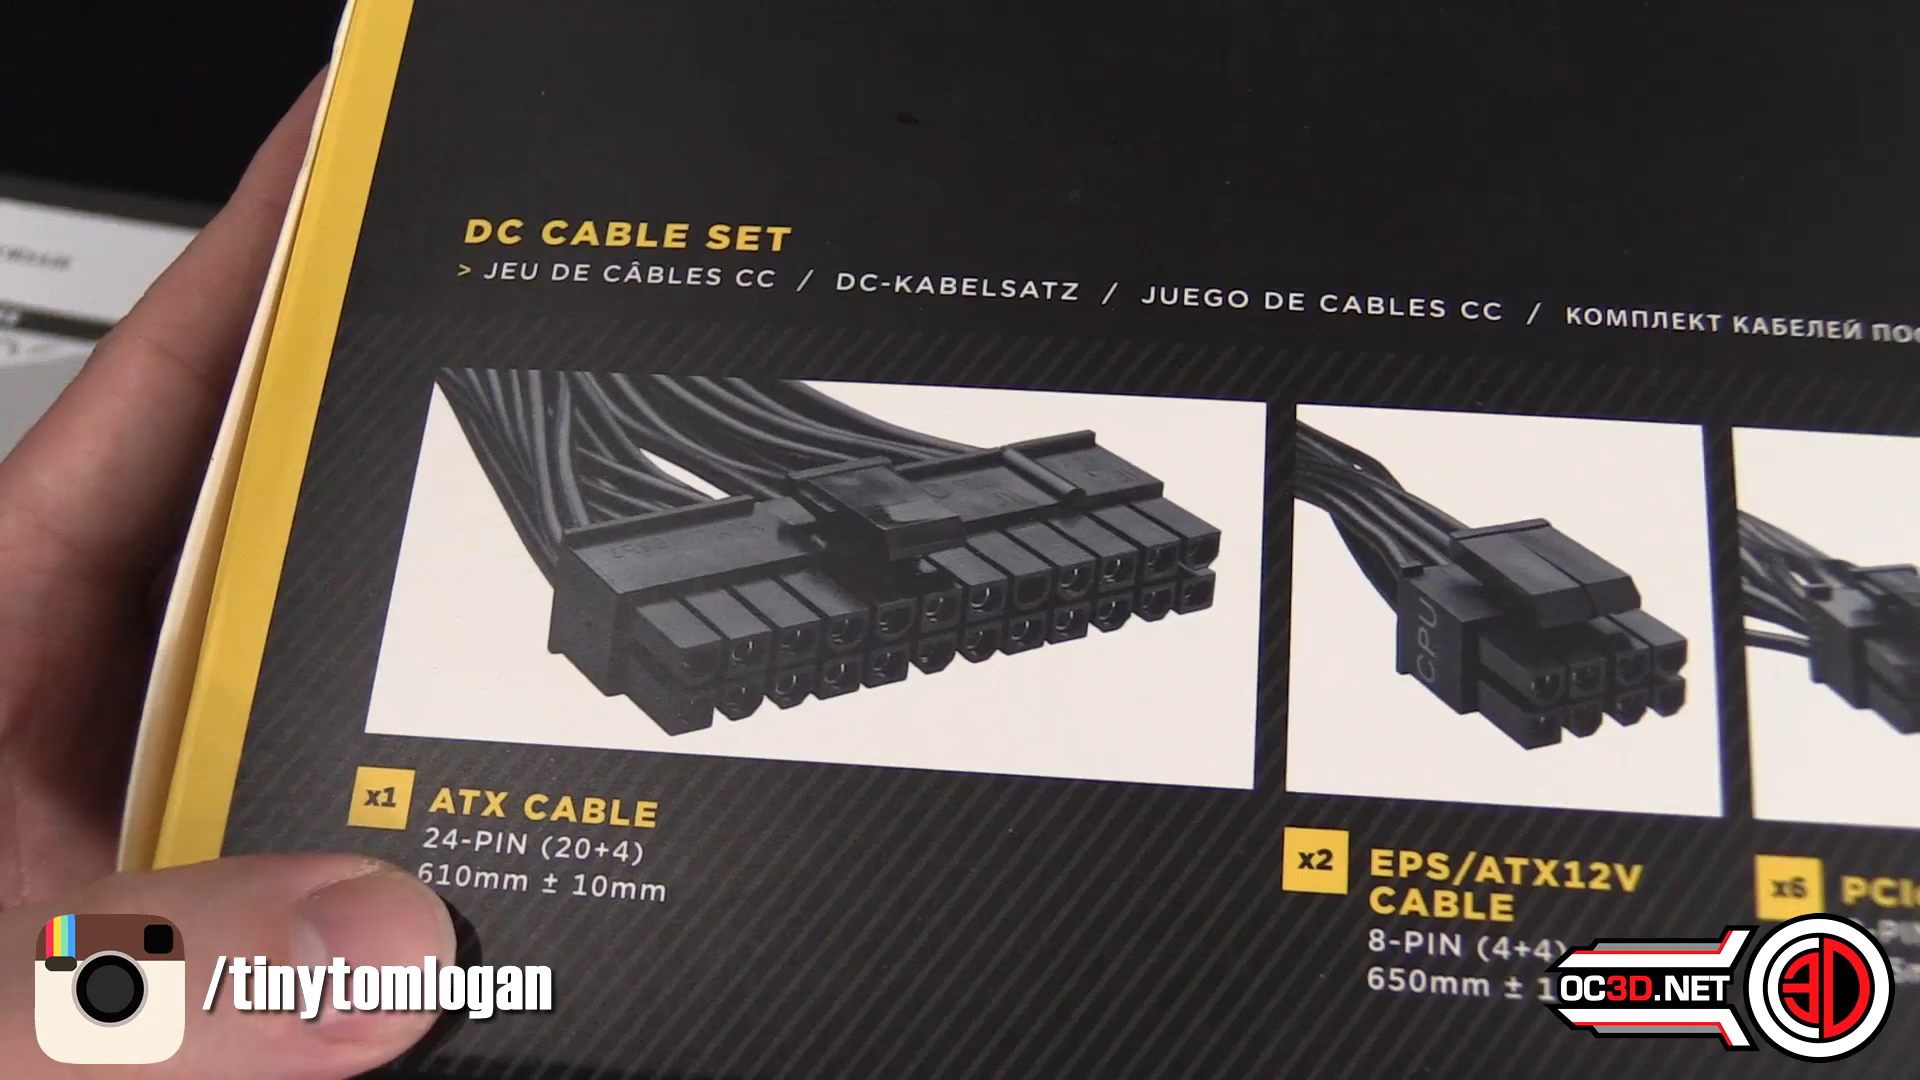 DC CABLE SET
> JEU DE CÂBLES CC / DC-KABELSATZ / JUEGO DE CABLES CC / КОМПЛЕКТ КАБЕЛЕЙ
CPU
x1 ATX CABLE
24-PIN (20+4)
610mm ± 10mm
x2 EPS/ATX12V
CABLE
8-PIN (4+4)
650mm ±
x6
/tinytomlogan
OC3D.NET
3D